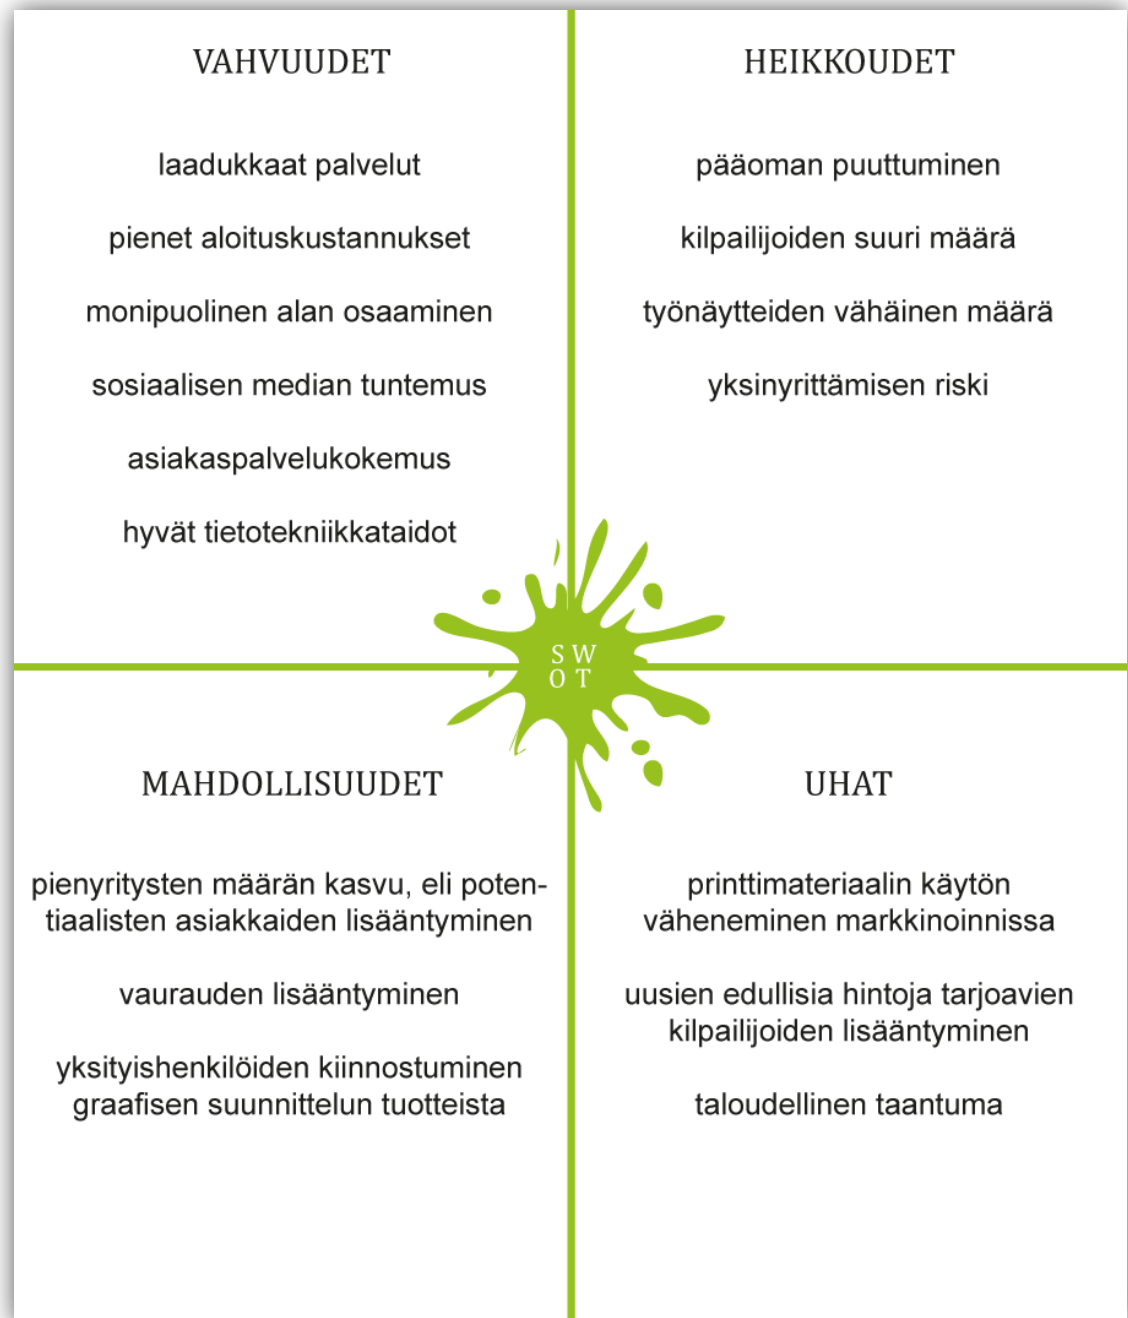 VAHVUUDET
laadukkaat palvelut
pienet aloituskustannukset
monipuolinen alan osaaminen
sosiaalisen median tuntemus
asiakaspalvelukokemus
hyvät tietotekniikkataidot
HEIKKOUDET
pääoman puuttuminen
kilpailijoiden suuri määrä
työnäytteiden vähäinen määrä
yksinyrittämisen riski
S W
O T
MAHDOLLISUUDET
pienyritysten määrän kasvu, eli poten-
tiaalisten asiakkaiden lisääntyminen
vaurauden lisääntyminen
yksityishenkilöiden kiinnostuminen
graafisen suunnittelun tuotteista
UHAT
printtimateriaalin käytön
väheneminen markkinoinnissa
uusien edullisia hintoja tarjoavien
kilpailijoiden lisääntyminen
taloudellinen taantuma